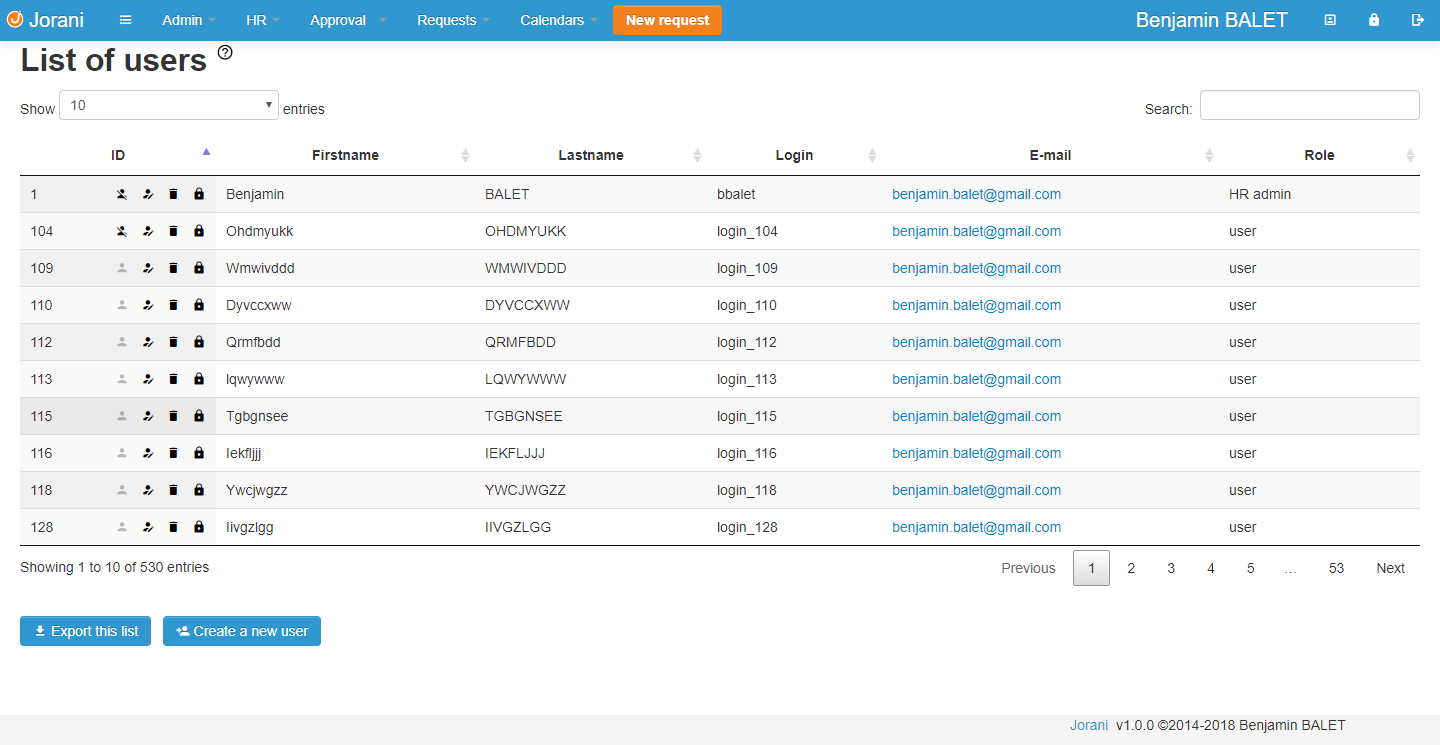 Jorani Admin HR Approval Requests Calendars New request Benjamin BALET
List of users
Show 10 entries Search:
ID Firstname Lastname Login E-mail Role
1 Benjamin BALET bbalet benjamin.balet@gmail.com HR admin
104 Ohdmyukk OHDMYUKK login_104 benjamin.balet@gmail.com user
109 Wmwivddd WMWIVDDD login_109 benjamin.balet@gmail.com user
110 Dyvccxww DYVCCXWW login_110 benjamin.balet@gmail.com user
112 Qrmfbdd QRMFBDD login_112 benjamin.balet@gmail.com user
113 lqwywww LQWYWWW login_113 benjamin.balet@gmail.com user
115 Tgbgnsee TGBGNSEE login_115 benjamin.balet@gmail.com user
116 Iekfljjj IEKFLJJJ login_116 benjamin.balet@gmail.com user
118 Ywcjwgzz YWCJWGZZ login_118 benjamin.balet@gmail.com user
128 Iivgzlgg IIVGZLGG login_128 benjamin.balet@gmail.com user
Showing 1 to 10 of 530 entries Previous 1 2 3 4 5 … 53 Next
Export this list Create a new user
Jorani v1.0.0 ©2014-2018 Benjamin BALET